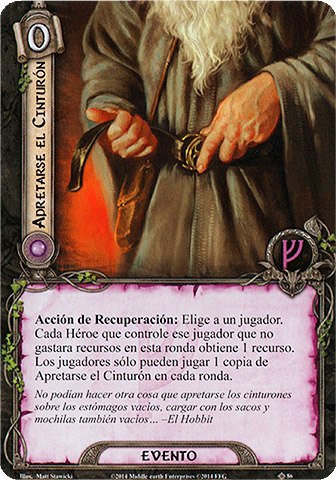 0
Apretarse el Cinturón
Acción de Recuperación: Elige a un jugador.
Cada Héroe que controle ese jugador que no
gastara recursos en esta ronda obtiene 1 recurso.
Los jugadores sólo pueden jugar 1 copia de
Apretarse el Cinturón en cada ronda.
No podían hacer otra cosa que apretarse los cinturones
sobre los estómagos vacíos, cargar con los sacos y
mochilas también vacíos... –El Hobbit
EVENTO
Illus. Matt Stawicki ©2014 Middle-earth Enterprises ©2014 FFG 86